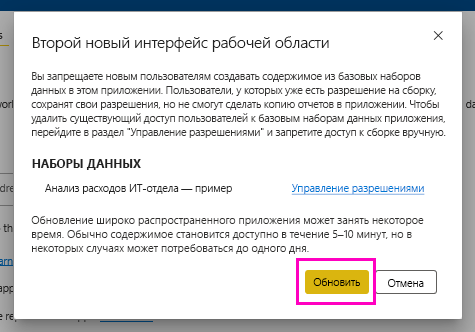 Второй новый интерфейс рабочей области
Вы запрещаете новым пользователям создавать содержимое из базовых наборов
данных в этом приложении. Пользователи, у которых уже есть разрешение на сборку,
сохранят свои разрешения, но не смогут сделать копию отчетов в приложении. Чтобы
удалить существующий доступ пользователей к базовым наборам данных приложения,
перейдите в раздел "Управление разрешениями" и запретите доступ к сборке вручную.
НАБОРЫ ДАННЫХ
Анализ расходов ИТ-отдела — пример
Управление разрешениями
Обновление широко распространенного приложения может занять некоторое
время. Обычно содержимое становится доступно в течение 5–10 минут, но в
некоторых случаях может потребоваться до одного дня.
Обновить
Отмена